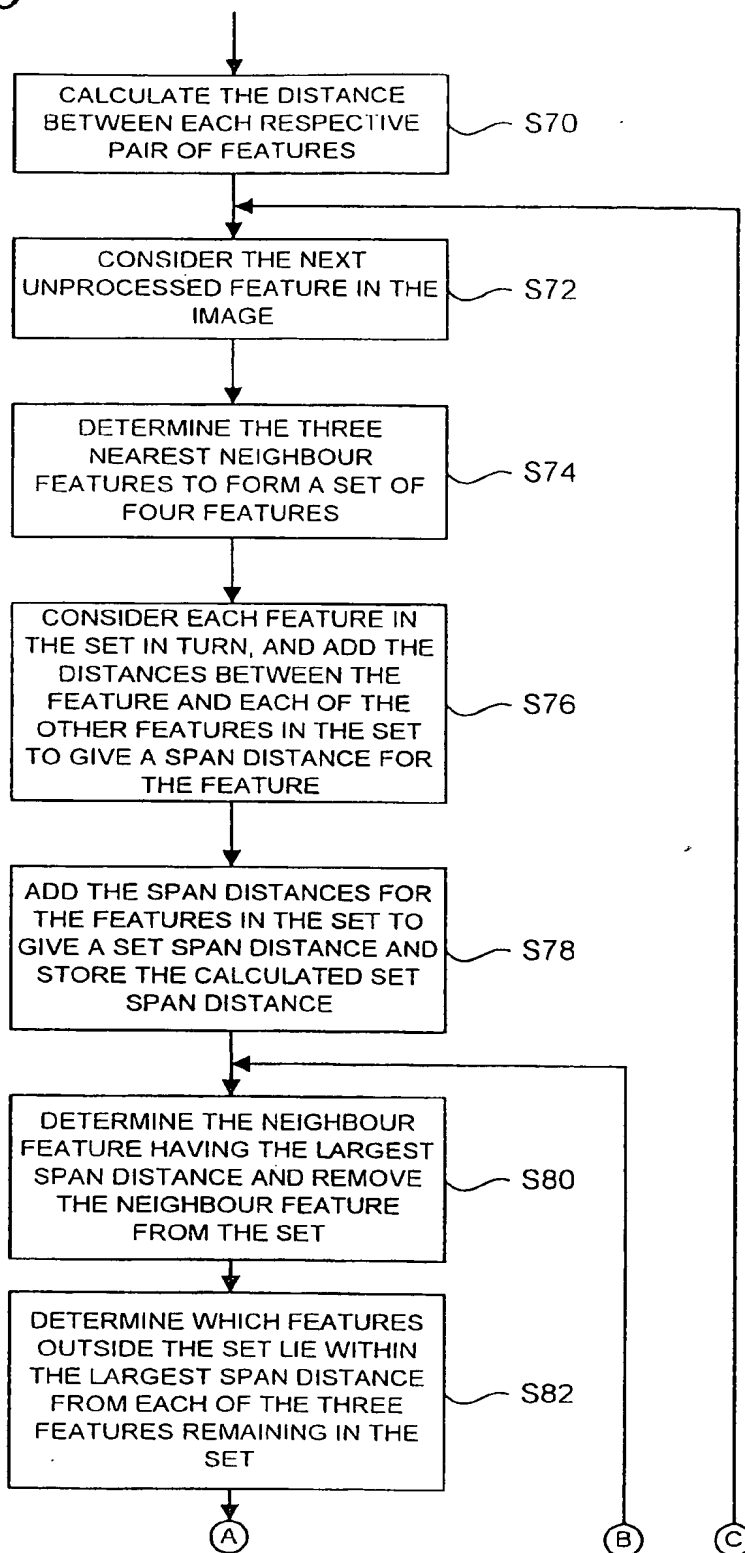 CALCULATE THE DISTANCE
BETWEEN EACH RESPECTIVE
PAIR OF FEATURES
S70
CONSIDER THE NEXT
UNPROCESSED FEATURE IN THE
IMAGE
S72
DETERMINE THE THREE
NEAREST NEIGHBOUR
FEATURES TO FORM A SET OF
FOUR FEATURES
S74
CONSIDER EACH FEATURE IN
THE SET IN TURN, AND ADD THE
DISTANCES BETWEEN THE
FEATURE AND EACH OF THE
OTHER FEATURES IN THE SET
TO GIVE A SPAN DISTANCE FOR
THE FEATURE
S76
ADD THE SPAN DISTANCES FOR
THE FEATURES IN THE SET TO
GIVE A SET SPAN DISTANCE AND
STORE THE CALCULATED SET
SPAN DISTANCE
S78
DETERMINE THE NEIGHBOUR
FEATURE HAVING THE LARGEST
SPAN DISTANCE AND REMOVE
THE NEIGHBOUR FEATURE
FROM THE SET
S80
DETERMINE WHICH FEATURES
OUTSIDE THE SET LIE WITHIN
THE LARGEST SPAN DISTANCE
FROM EACH OF THE THREE
FEATURES REMAINING IN THE
SET
S82
A
B
C